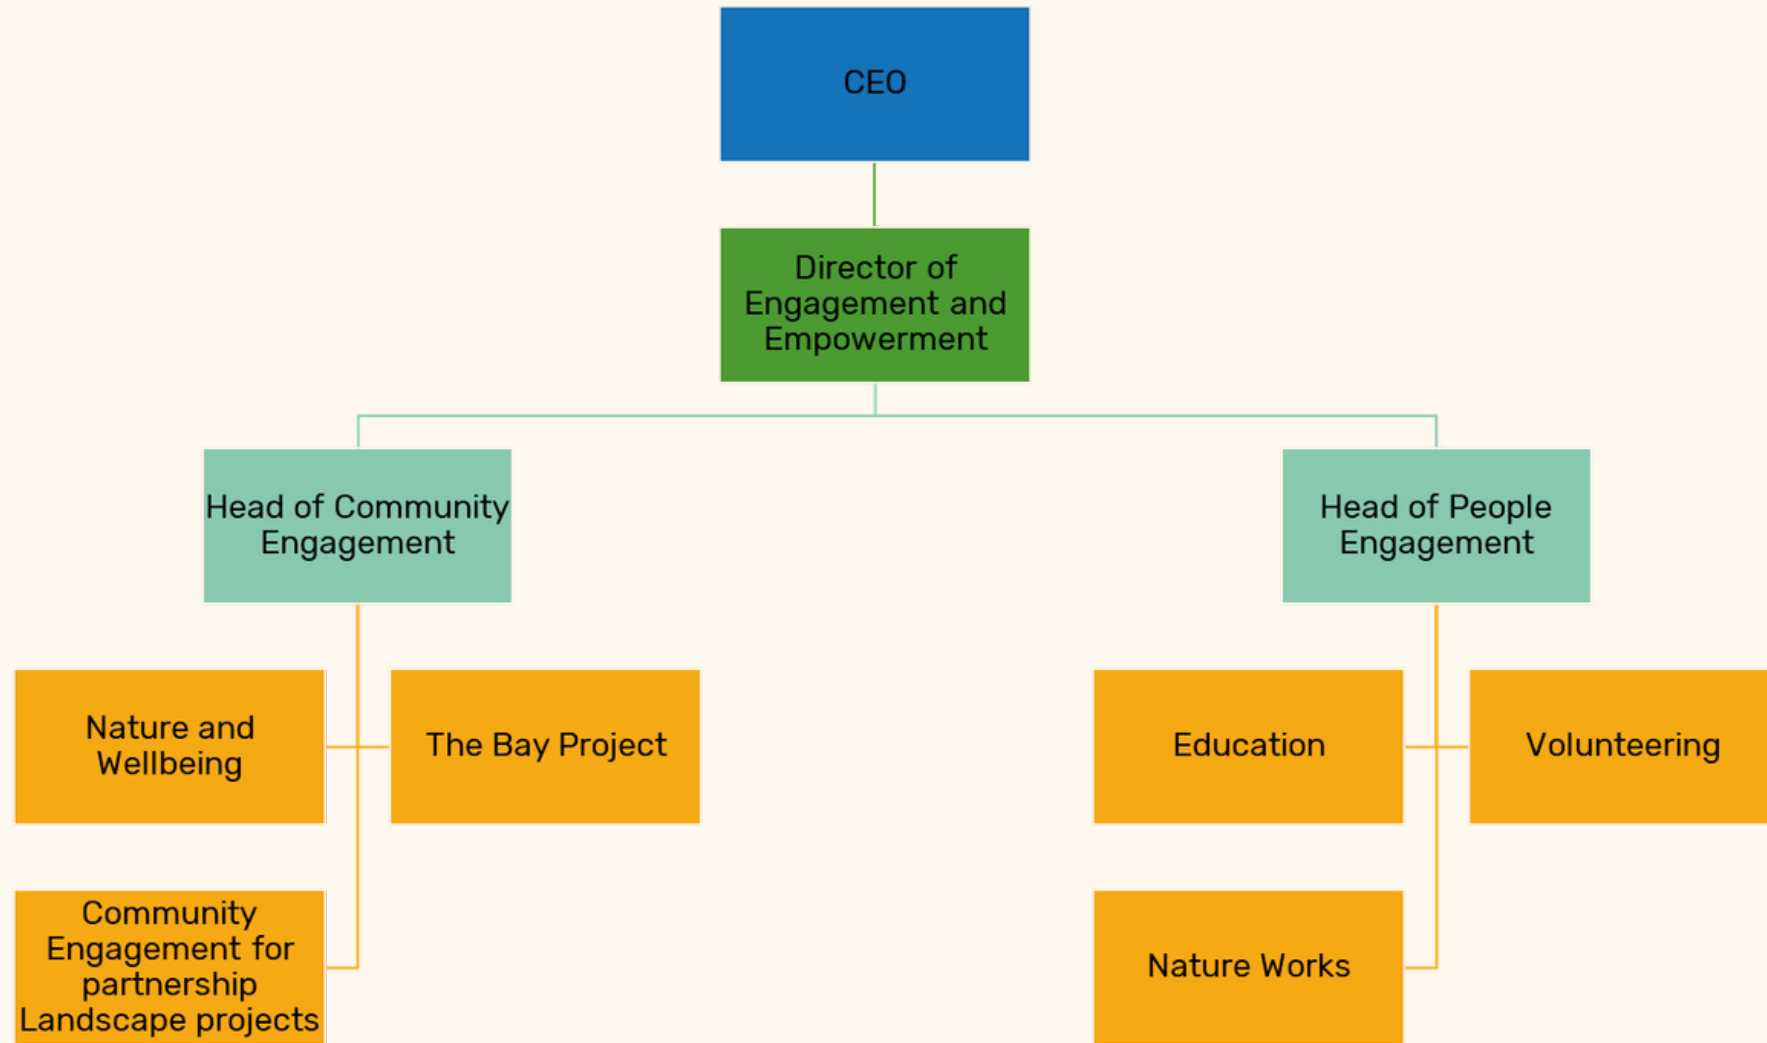 CEO
Director of
Engagement and
Empowerment
Head of Community
Engagement
Head of People
Engagement
Nature and
Wellbeing
The Bay Project
Education
Volunteering
Community
Engagement for
partnership
Landscape projects
Nature Works